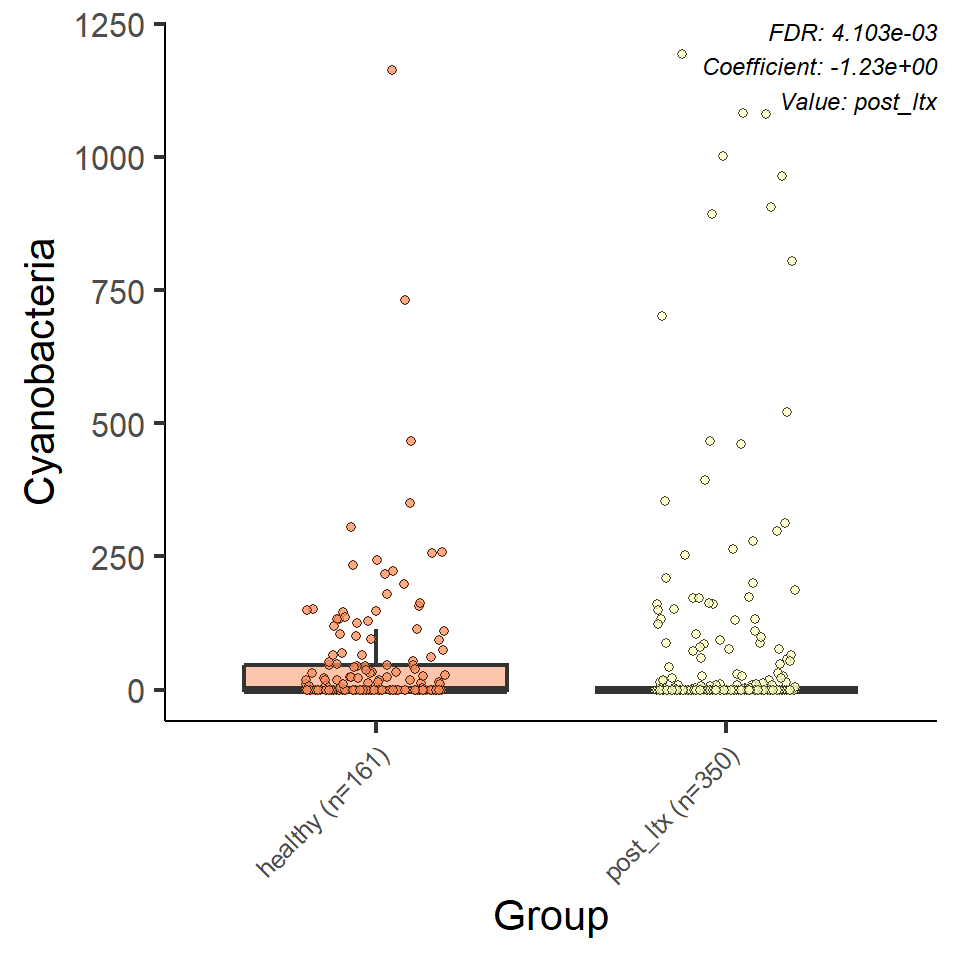 FDR: 4.103e-03
Coefficient: -1.23e+00
Value: post_ltx
1250
1000
750
500
250
0
Cyanobacteria
healthy (n=161)
post_ltx (n=350)
Group